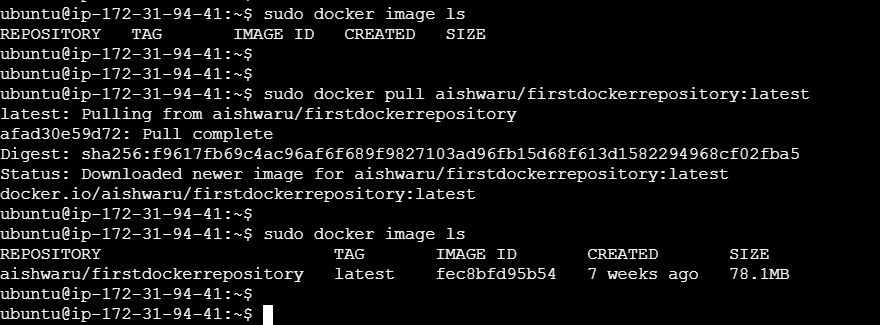 ubuntu@ip-172-31-94-41:~$ sudo docker image ls
REPOSITORY   TAG       IMAGE ID   CREATED   SIZE
ubuntu@ip-172-31-94-41:~$
ubuntu@ip-172-31-94-41:~$
ubuntu@ip-172-31-94-41:~$ sudo docker pull aishwaru/firstdockerrepository:latest
latest: Pulling from aishwaru/firstdockerrepository
afad30e59d72: Pull complete
Digest: sha256:f9617fb69c4ac96af6f689f9827103ad96fb15d68f613d1582294968cf02fba5
Status: Downloaded newer image for aishwaru/firstdockerrepository:latest
docker.io/aishwaru/firstdockerrepository:latest
ubuntu@ip-172-31-94-41:~$
ubuntu@ip-172-31-94-41:~$ sudo docker image ls
REPOSITORY                       TAG       IMAGE ID       CREATED       SIZE
aishwaru/firstdockerrepository   latest    fec8bfd95b54   7 weeks ago   78.1MB
ubuntu@ip-172-31-94-41:~$
ubuntu@ip-172-31-94-41:~$